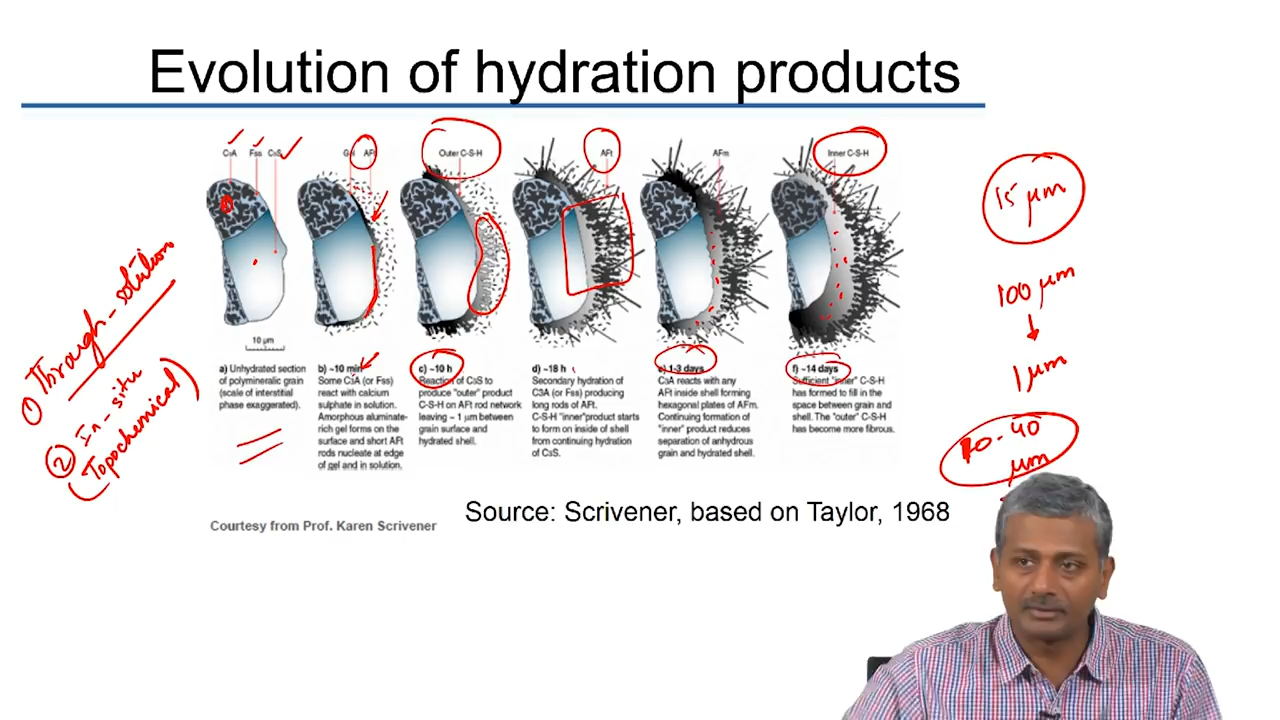 Evolution of hydration products
C₃A Fss C₃S
Gel AFt
Outer C-S-H
AFt
AFm
Inner C-S-H
10 μm
a) Unhydrated section
of polymineralic grain
(scale of interstitial
phase exaggerated).
b) ~10 min
Some C3A (or Fss)
react with calcium
sulphate in solution.
Amorphous aluminate-
rich gel forms on the
surface and short AFt
rods nucleate at edge
of gel and in solution.
c) ~10 h
Reaction of C3S to
produce "outer" product
C-S-H on AFt rod network
leaving ~ 1 μm between
grain surface and
hydrated shell.
d) ~18 h
Secondary hydration of
C3A (or Fss) producing
long rods of AFt.
C-S-H "inner"product starts
to form on inside of shell
from continuing hydration
of C3S.
e) 1-3 days
C3A reacts with any
AFt inside shell forming
hexagonal plates of AFm.
Continuing formation of
"inner" product reduces
separation of anhydrous
grain and hydrated shell.
f) ~14 days
Sufficient "inner" C-S-H
has formed to fill in the
space between grain and
shell. The "outer" C-S-H
has become more fibrous.
① Through-solution
② In-situ
(Topochemical)
15 μm
100 μm
↓
1 μm
10-40
μm
Source: Scrivener, based on Taylor, 1968
Courtesy from Prof. Karen Scrivener